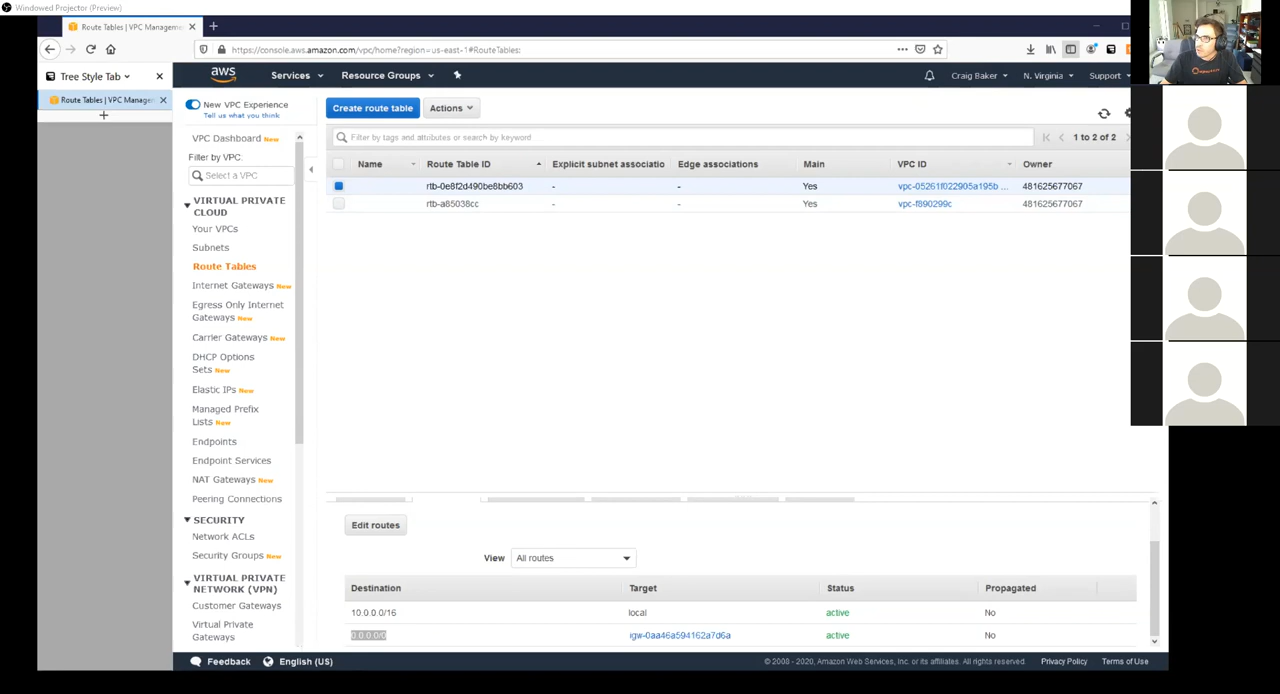 Windowed Projector (Preview)
Route Tables | VPC Manageme
https://console.aws.amazon.com/vpc/home?region=us-east-1#RouteTables:
Tree Style Tab
aws
Services
Resource Groups
Craig Baker
N. Virginia
Support
Route Tables | VPC Manage
New VPC Experience
Tell us what you think
Create route table
Actions
VPC Dashboard New
Filter by tags and attributes or search by keyword
1 to 2 of 2
Filter by VPC:
Select a VPC
Name
Route Table ID
Explicit subnet associatio
Edge associations
Main
VPC ID
Owner
rtb-0e8f2d490be8bb603
-
-
Yes
vpc-05261f022905a195b ...
481625677067
rtb-a85038cc
-
-
Yes
vpc-f890299c
481625677067
VIRTUAL PRIVATE
CLOUD
Your VPCs
Subnets
Route Tables
Internet Gateways New
Egress Only Internet
Gateways New
Carrier Gateways New
DHCP Options
Sets New
Elastic IPs New
Managed Prefix
Lists New
Endpoints
Endpoint Services
NAT Gateways New
Peering Connections
SECURITY
Network ACLs
Security Groups New
VIRTUAL PRIVATE
NETWORK (VPN)
Customer Gateways
Virtual Private
Gateways
Edit routes
View
All routes
Destination
Target
Status
Propagated
10.0.0.0/16
local
active
No
0.0.0.0/0
igw-0aa46a594162a7d6a
active
No
Feedback
English (US)
© 2008 - 2020, Amazon Web Services, Inc. or its affiliates. All rights reserved.
Privacy Policy
Terms of Use